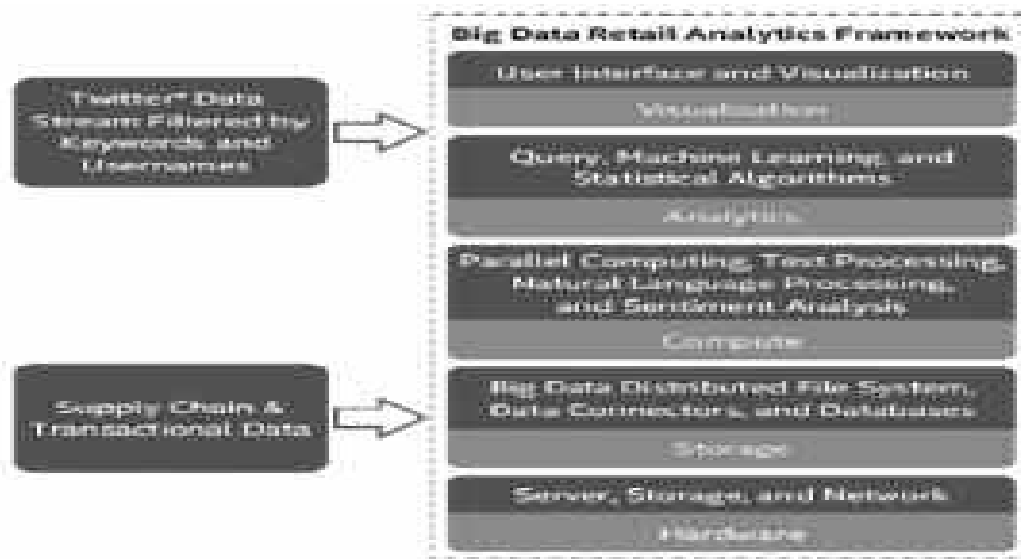 Twitter* Data
Stream Filtered by
Keywords and
Usernames
Supply Chain &
Transactional Data
Big Data Retail Analytics Framework
User Interface and Visualization
Visualization
Query, Machine Learning, and
Statistical Algorithms
Analytics
Parallel Computing, Text Processing,
Natural Language Processing,
and Sentiment Analysis
Compute
Big Data Distributed File System,
Data Connectors, and Databases
Storage
Server, Storage, and Network
Hardware